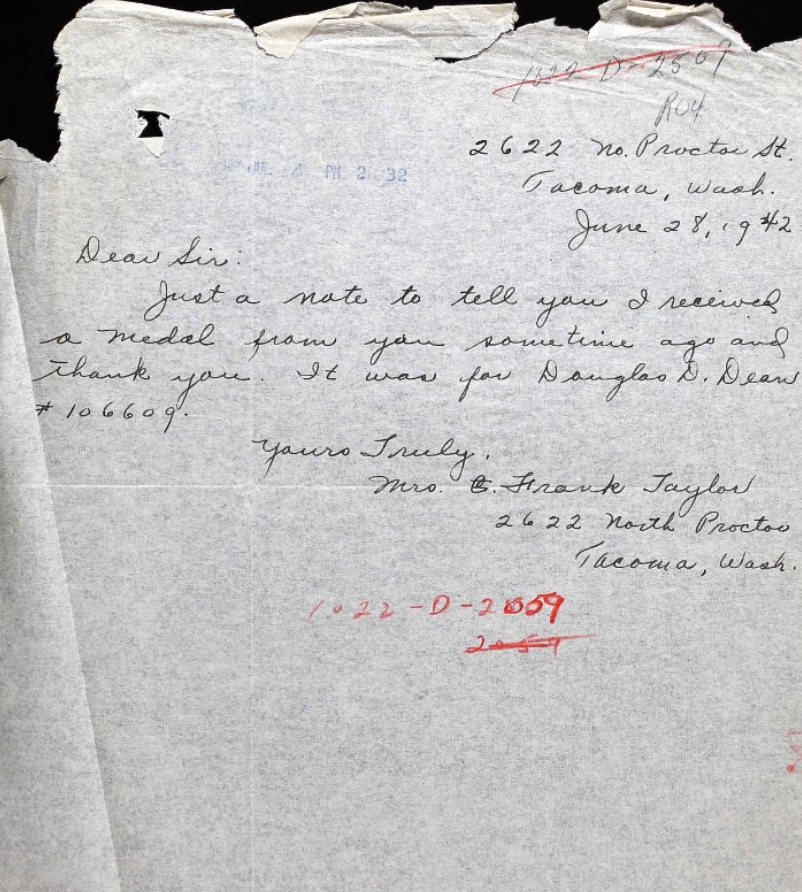 1022-D-2509
R04
2622 No. Proctor St.
Tacoma, Wash.
June 28, 1942
JUL 4 PM 2 32
Dear Sir:
Just a note to tell you I received
a medal from you sometime ago and
thank you. It was for Douglas D. Dean
# 106609.
Yours Truly.
Mrs. C. Frank Taylor
2622 North Proctor
Tacoma, Wash.
1022-D-2059
2059